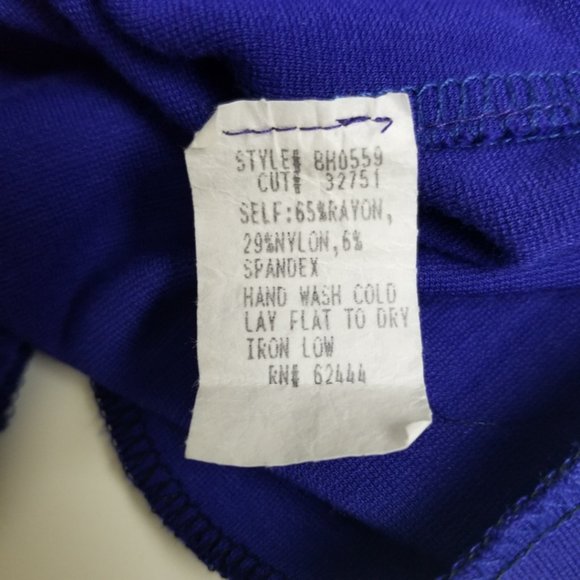 STYLE# BH0559
CUT# 32751
SELF:65%RAYON,
29%NYLON,6%
SPANDEX
HAND WASH COLD
LAY FLAT TO DRY
IRON LOW
RN# 62444